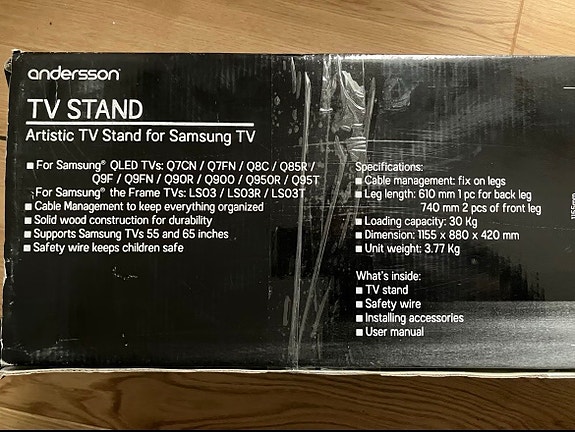 andersson
TV STAND
Artistic TV Stand for Samsung TV
■ For Samsung® QLED TVs: Q7CN / Q7FN / Q8C / Q85R /
Q9F / Q9FN / Q90R / Q900 / Q950R / Q95T
For Samsung® the Frame TVs: LS03 / LS03R / LS03T
■ Cable Management to keep everything organized
■ Solid wood construction for durability
■ Supports Samsung TVs 55 and 65 inches
■ Safety wire keeps children safe
Specifications:
■ Cable management: fix on legs
■ Leg length: 610 mm 1 pc for back leg
740 mm 2 pcs of front leg
■ Loading capacity: 30 Kg
■ Dimension: 1155 x 880 x 420 mm
■ Unit weight: 3.77 Kg
What's inside:
■ TV stand
■ Safety wire
■ Installing accessories
■ User manual
1155mm